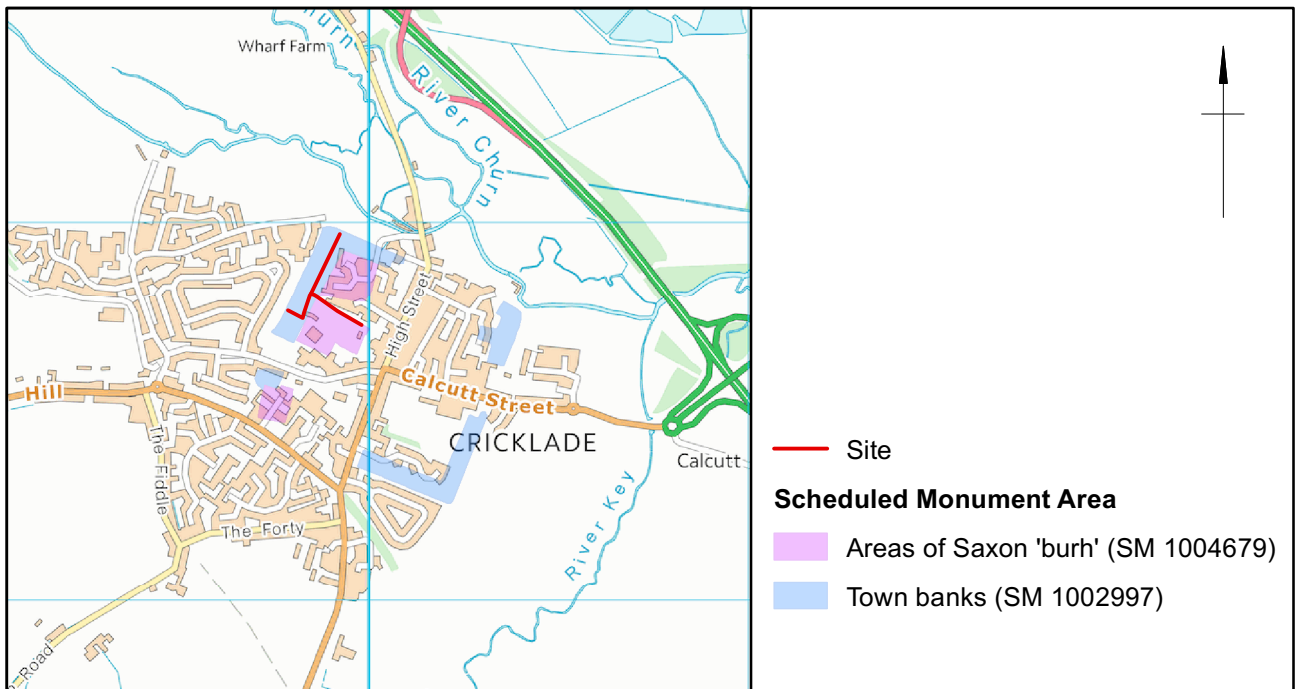 Churn
Wharf Farm
River Churn
High Street
Hill
Calcutt Street
CRICKLADE
Calcutt
The Fiddle
The Forty
River Key
Road
Site
Scheduled Monument Area
Areas of Saxon 'burh' (SM 1004679)
Town banks (SM 1002997)